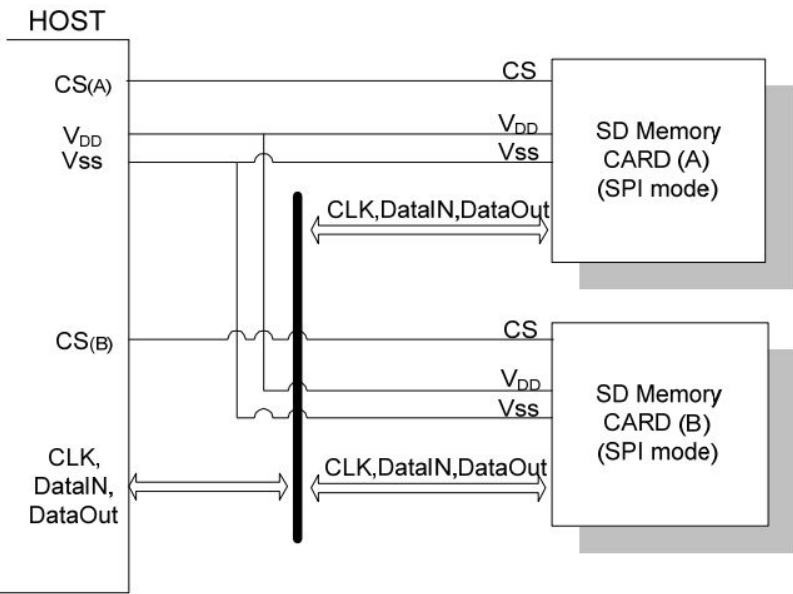 HOST
CS(A)
VDD
Vss
CS
VDD
Vss
SD Memory
CARD (A)
(SPI mode)
CLK,DataIN,DataOut
CS(B)
CS
VDD
Vss
SD Memory
CARD (B)
(SPI mode)
CLK,
DataIN,
DataOut
CLK,DataIN,DataOut